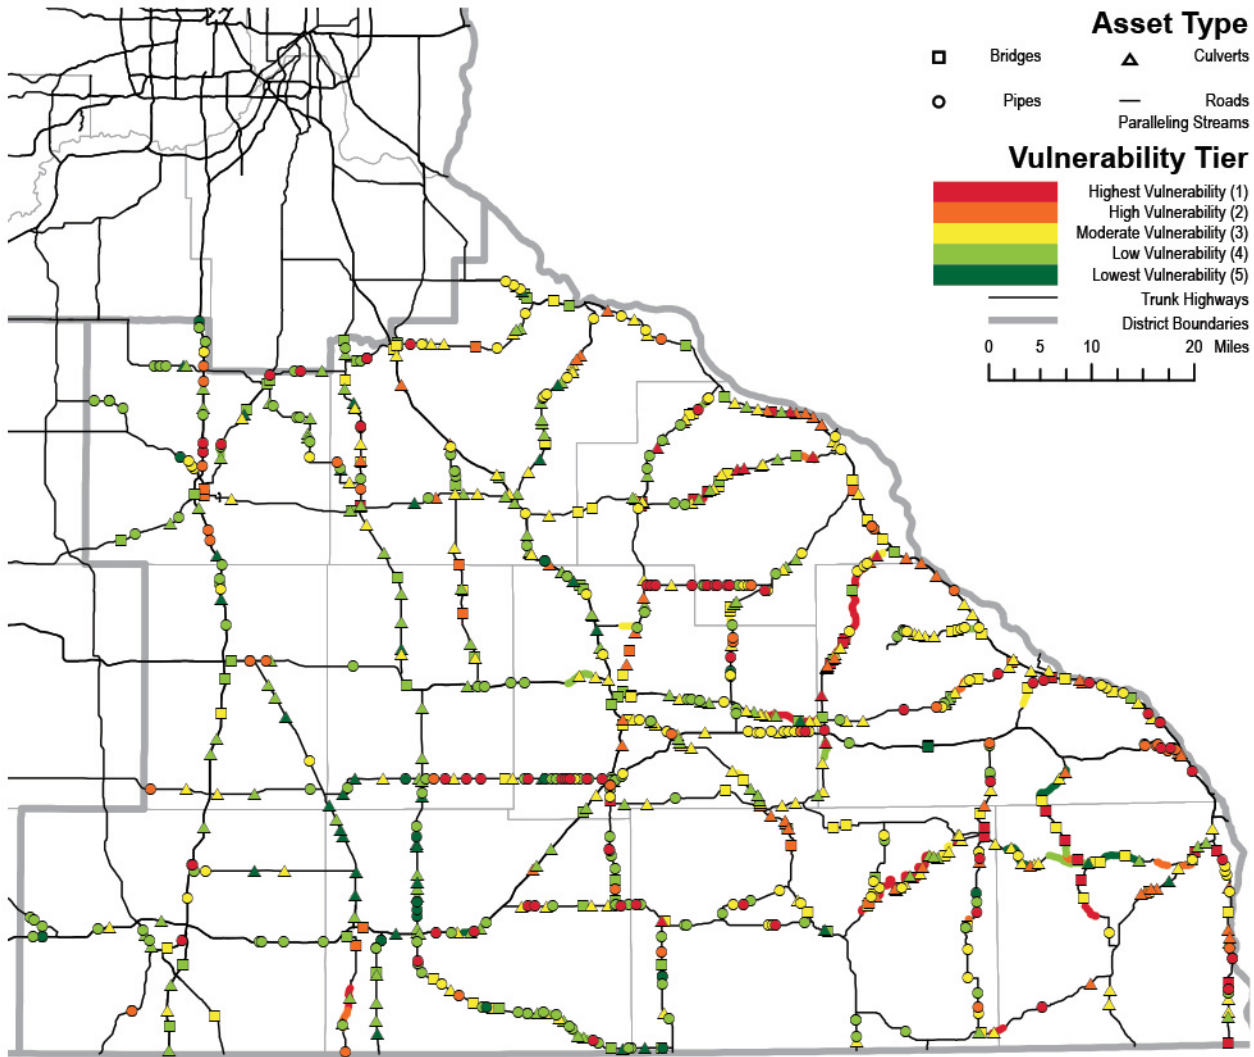 Asset Type
Bridges
Culverts
Pipes
Roads
Paralleling Streams
Vulnerability Tier
Highest Vulnerability (1)
High Vulnerability (2)
Moderate Vulnerability (3)
Low Vulnerability (4)
Lowest Vulnerability (5)
Trunk Highways
District Boundaries
0 5 10 20 Miles